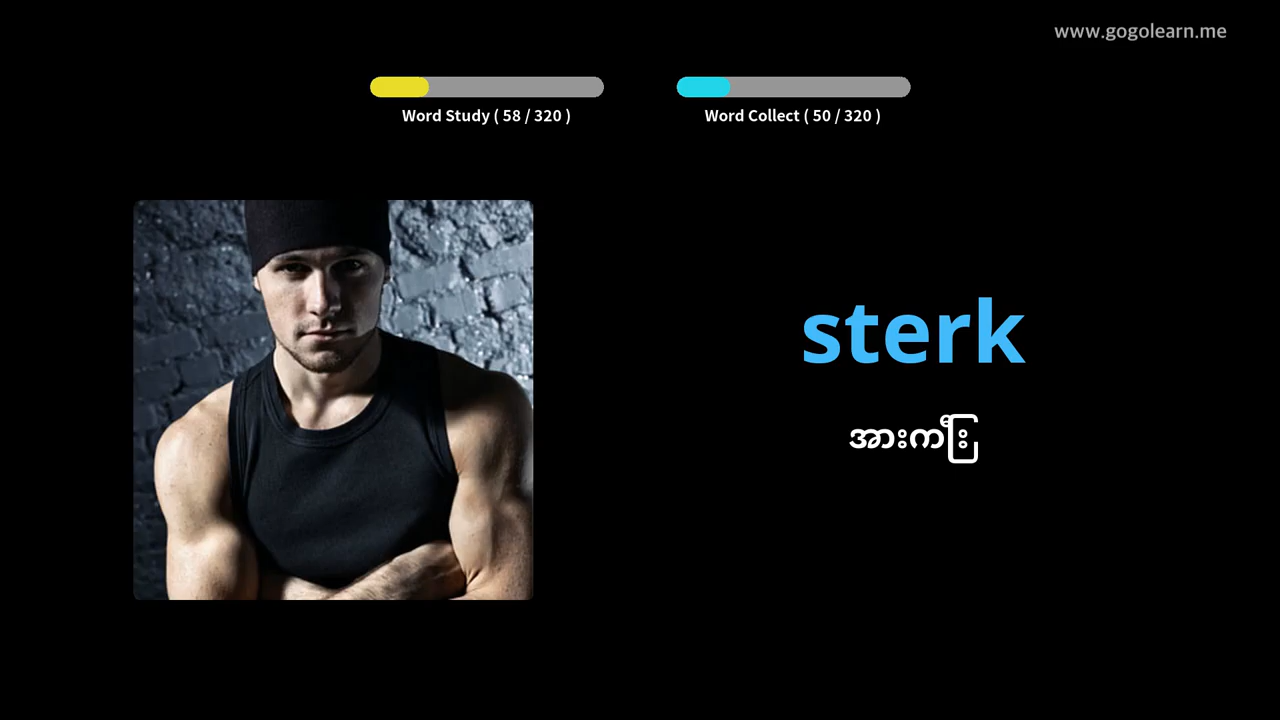 www.gogolearn.me
Word Study ( 58 / 320 )
Word Collect ( 50 / 320 )
sterk
အားကြီး